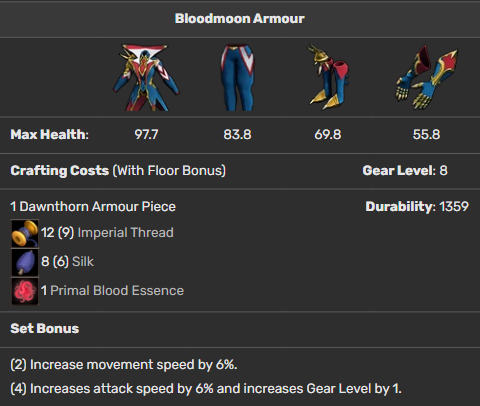 Bloodmoon Armour
Max Health: 97.7 83.8 69.8 55.8
Crafting Costs (With Floor Bonus) Gear Level: 8
1 Dawnthorn Armour Piece Durability: 1359
12 (9) Imperial Thread
8 (6) Silk
1 Primal Blood Essence
Set Bonus
(2) Increase movement speed by 6%.
(4) Increases attack speed by 6% and increases Gear Level by 1.